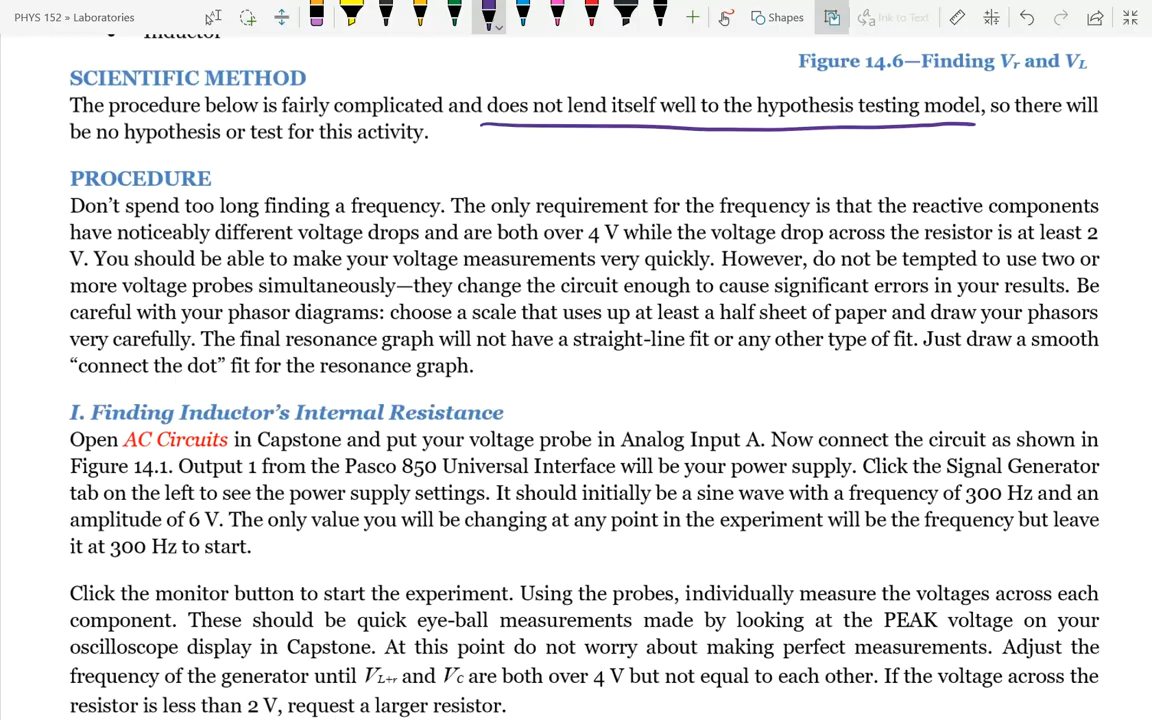 PHYS 152 » Laboratories
Shapes
Ink to Text
• Inductor
Figure 14.6—Finding Vr and VL
SCIENTIFIC METHOD
The procedure below is fairly complicated and does not lend itself well to the hypothesis testing model, so there will
be no hypothesis or test for this activity.
PROCEDURE
Don’t spend too long finding a frequency. The only requirement for the frequency is that the reactive components
have noticeably different voltage drops and are both over 4 V while the voltage drop across the resistor is at least 2
V. You should be able to make your voltage measurements very quickly. However, do not be tempted to use two or
more voltage probes simultaneously—they change the circuit enough to cause significant errors in your results. Be
careful with your phasor diagrams: choose a scale that uses up at least a half sheet of paper and draw your phasors
very carefully. The final resonance graph will not have a straight-line fit or any other type of fit. Just draw a smooth
“connect the dot” fit for the resonance graph.
I. Finding Inductor’s Internal Resistance
Open AC Circuits in Capstone and put your voltage probe in Analog Input A. Now connect the circuit as shown in
Figure 14.1. Output 1 from the Pasco 850 Universal Interface will be your power supply. Click the Signal Generator
tab on the left to see the power supply settings. It should initially be a sine wave with a frequency of 300 Hz and an
amplitude of 6 V. The only value you will be changing at any point in the experiment will be the frequency but leave
it at 300 Hz to start.
Click the monitor button to start the experiment. Using the probes, individually measure the voltages across each
component. These should be quick eye-ball measurements made by looking at the PEAK voltage on your
oscilloscope display in Capstone. At this point do not worry about making perfect measurements. Adjust the
frequency of the generator until VL+r and VC are both over 4 V but not equal to each other. If the voltage across the
resistor is less than 2 V, request a larger resistor.